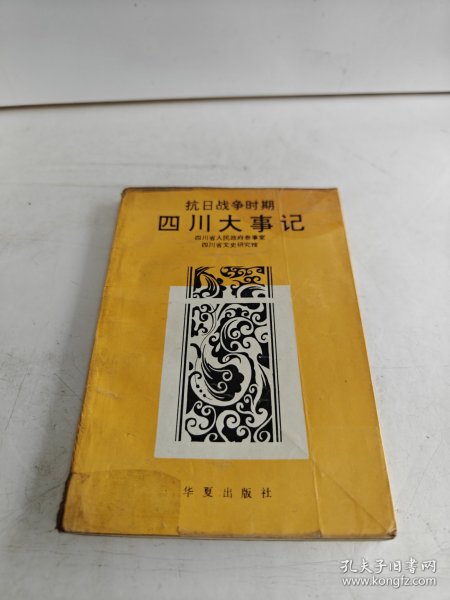 抗日战争时期
四川大事记
四川省人民政府参事室
四川省文史研究馆
华夏出版社
孔夫子旧书网
www.kongfz.com